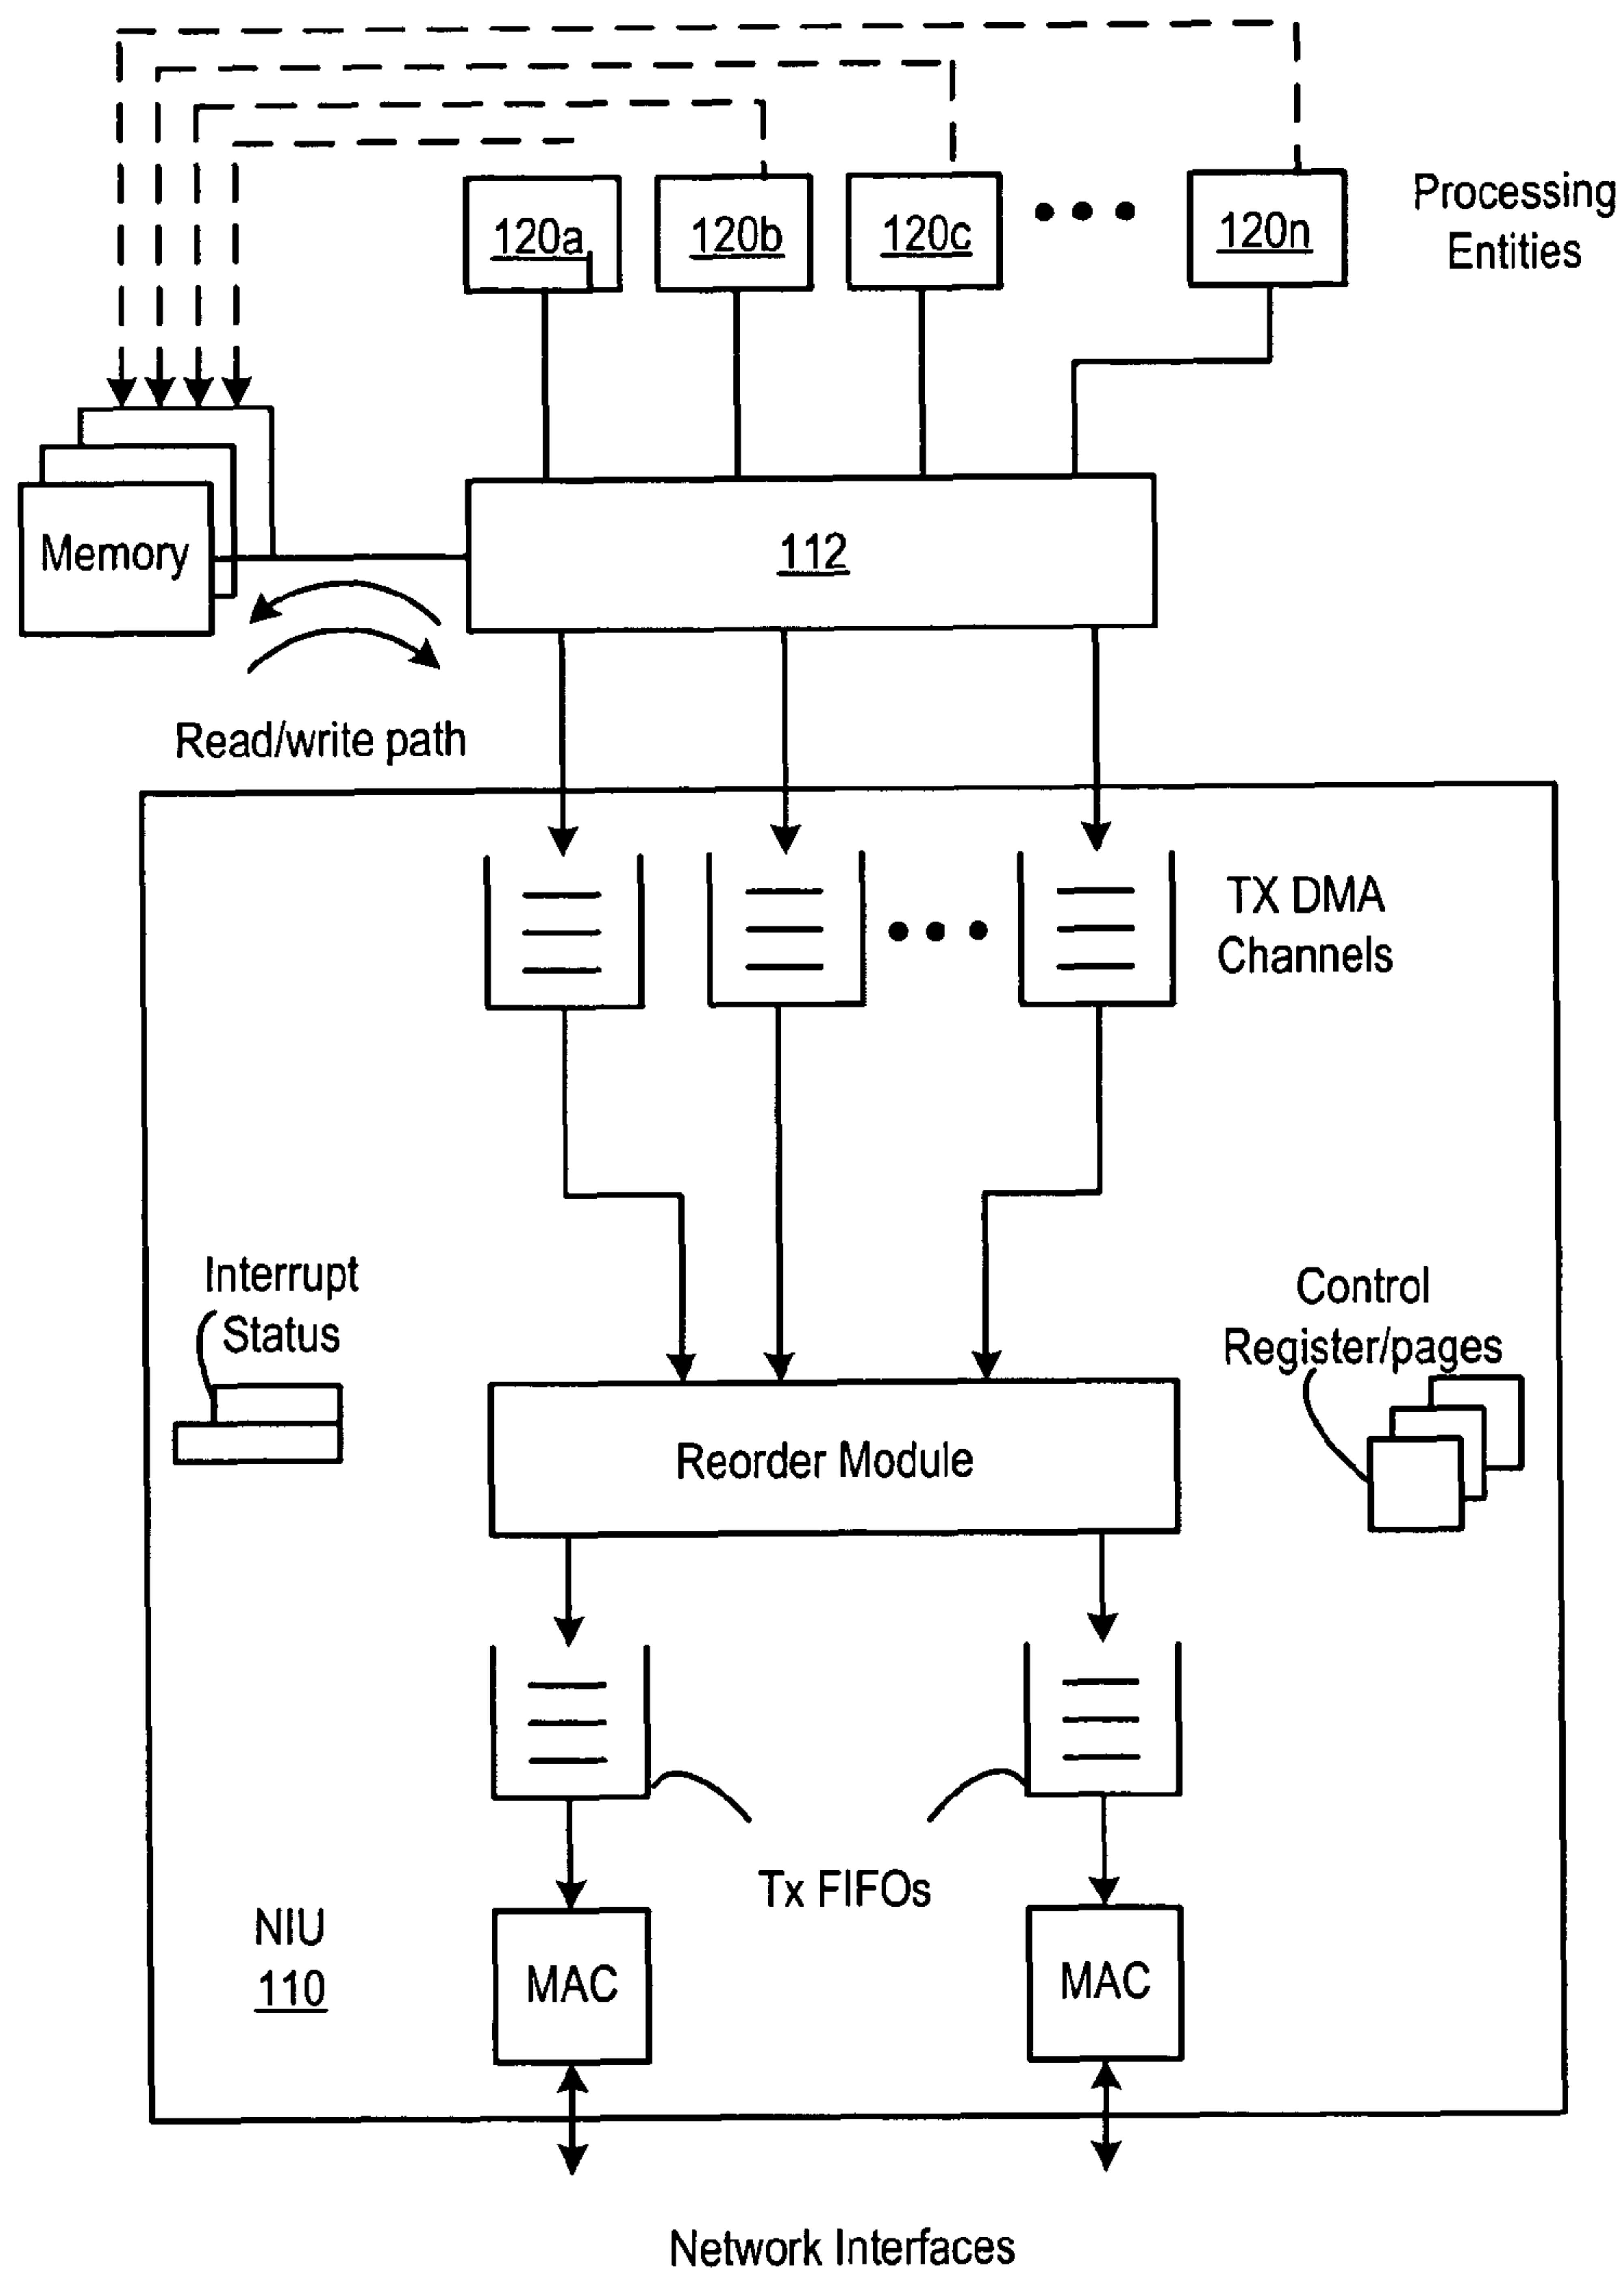 120a
120b
120c
120n
Processing
Entities
Memory
112
Read/write path
TX DMA
Channels
Interrupt
Status
Control
Register/pages
Reorder Module
Tx FIFOs
NIU
110
MAC
MAC
Network Interfaces